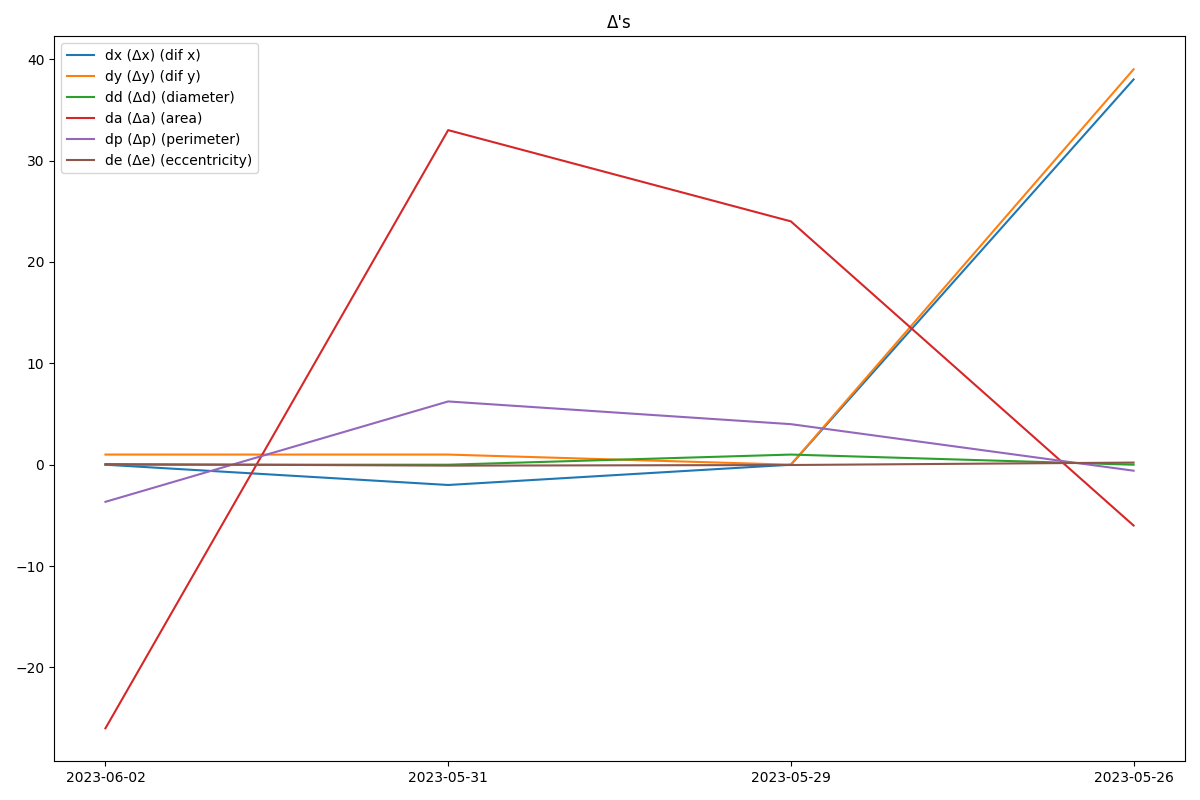 Δ's
dx (Δx) (dif x)
dy (Δy) (dif y)
dd (Δd) (diameter)
da (Δa) (area)
dp (Δp) (perimeter)
de (Δe) (eccentricity)
40
30
20
10
0
−10
−20
2023-06-02 2023-05-31 2023-05-29 2023-05-26